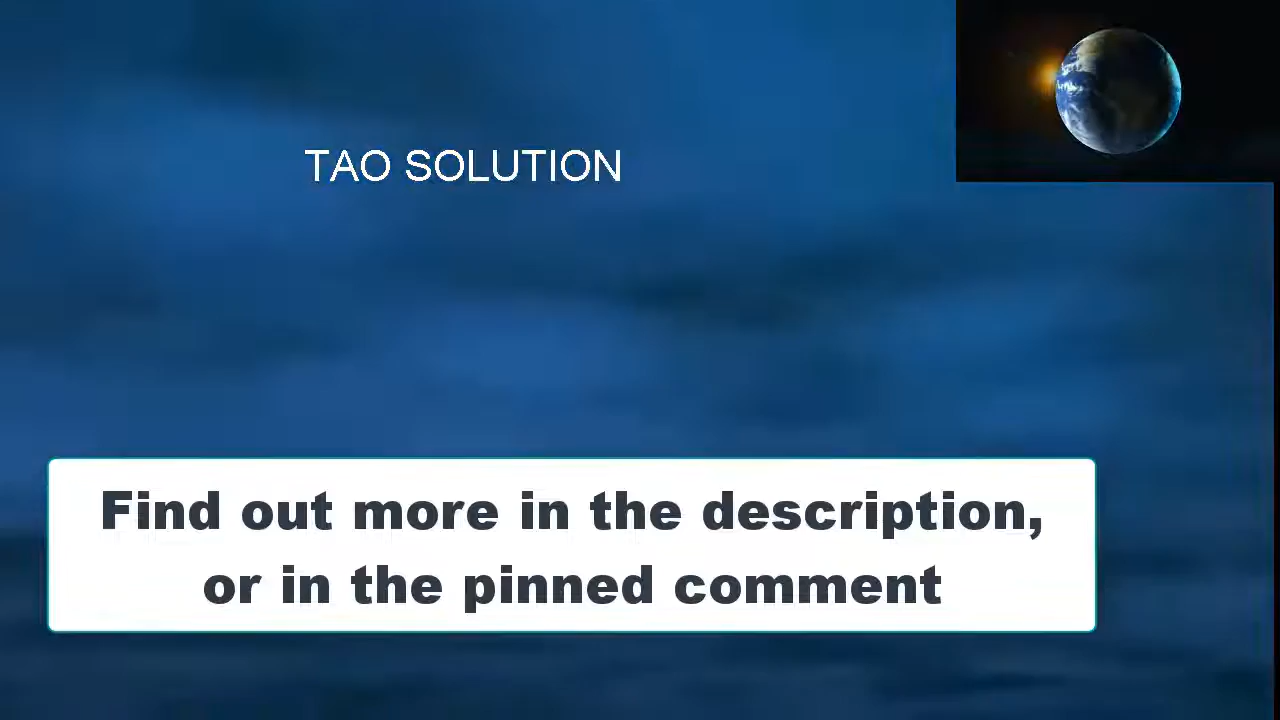 TAO SOLUTION
Find out more in the description,
or in the pinned comment